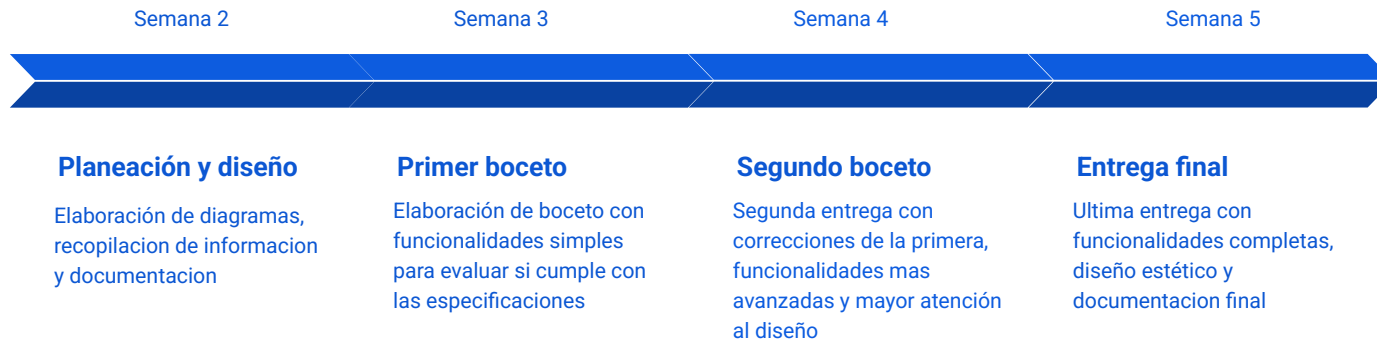 Semana 2
Semana 3
Semana 4
Semana 5
Planeación y diseño
Elaboración de diagramas,
recopilacion de informacion
y documentacion
Primer boceto
Elaboración de boceto con
funcionalidades simples
para evaluar si cumple con
las especificaciones
Segundo boceto
Segunda entrega con
correcciones de la primera,
funcionalidades mas
avanzadas y mayor atención
al diseño
Entrega final
Ultima entrega con
funcionalidades completas,
diseño estético y
documentacion final